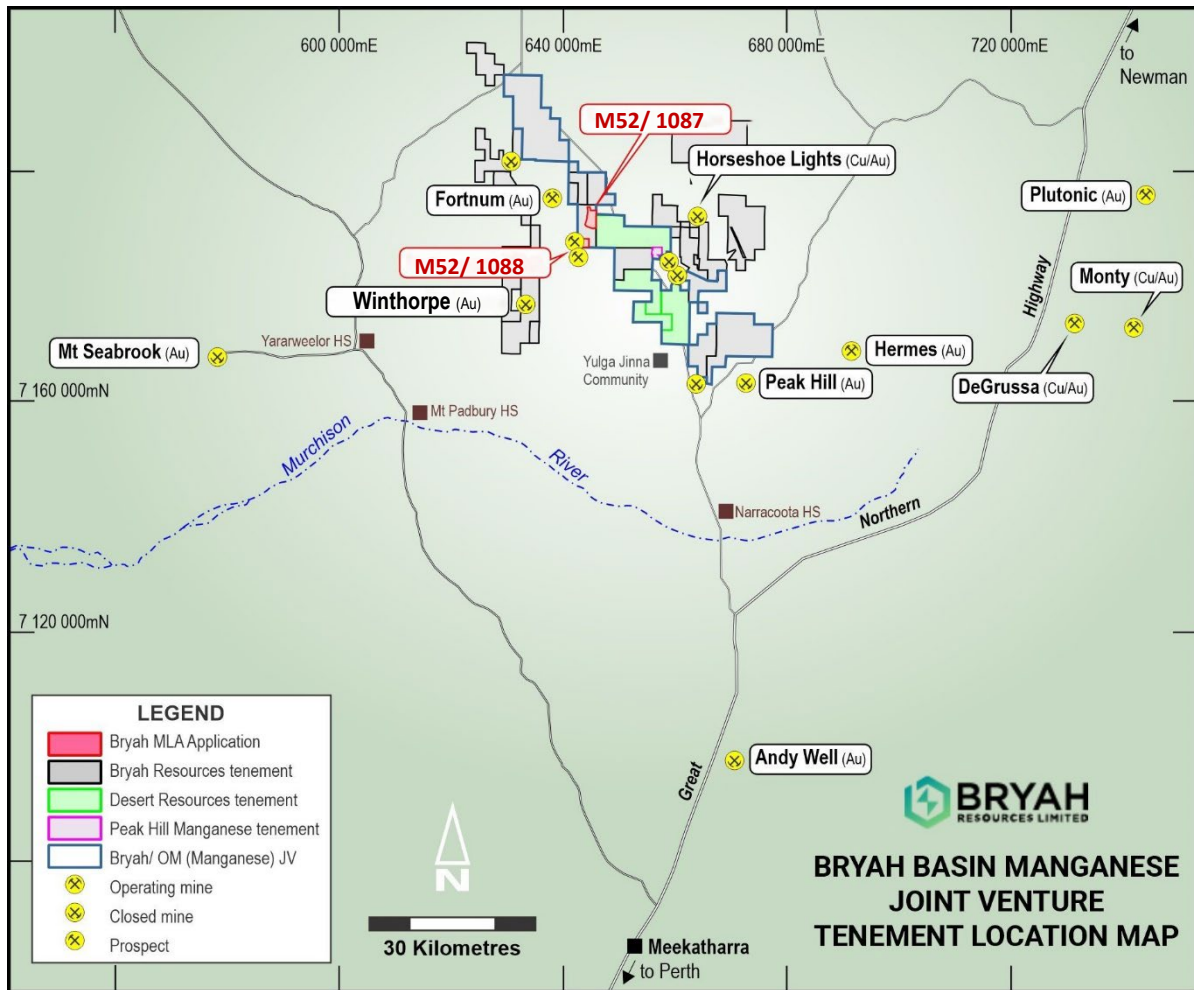 600 000mE
640 000mE
680 000mE
720 000mE
to
Newman
M52/ 1087
Horseshoe Lights (Cu/Au)
Fortnum (Au)
Plutonic (Au)
M52/ 1088
Monty (Cu/Au)
Highway
Winthorpe (Au)
Yararweelor HS
Mt Seabrook (Au)
Hermes (Au)
Yulga Jinna
Community
Peak Hill (Au)
DeGrussa (Cu/Au)
7 160 000mN
Mt Padbury HS
Murchison
River
Narracoota HS
Northern
7 120 000mN
LEGEND
Bryah MLA Application
Bryah Resources tenement
Desert Resources tenement
Peak Hill Manganese tenement
Bryah/ OM (Manganese) JV
Operating mine
Closed mine
Prospect
Andy Well (Au)
Great
N
30 Kilometres
Meekatharra
to Perth
BRYAH
RESOURCES LIMITED
BRYAH BASIN MANGANESE
JOINT VENTURE
TENEMENT LOCATION MAP